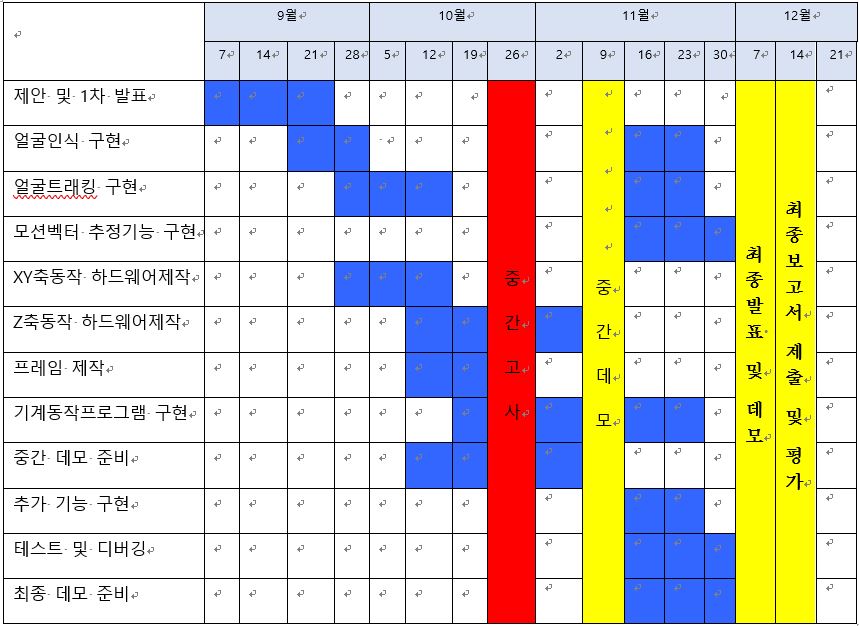 9월 10월 11월 12월
7 14 21 28 5 12 19 26 2 9 16 23 30 7 14 21
제안 및 1차 발표
얼굴인식 구현
얼굴트래킹 구현
모션벡터 추정기능 구현
XY축동작 하드웨어제작
Z축동작 하드웨어제작
프레임 제작
기계동작프로그램 구현
중간 데모 준비
추가 기능 구현
테스트 및 디버깅
최종 데모 준비
중간고사
중간데모
최종발표 및 데모
최종보고서 제출 및 평가